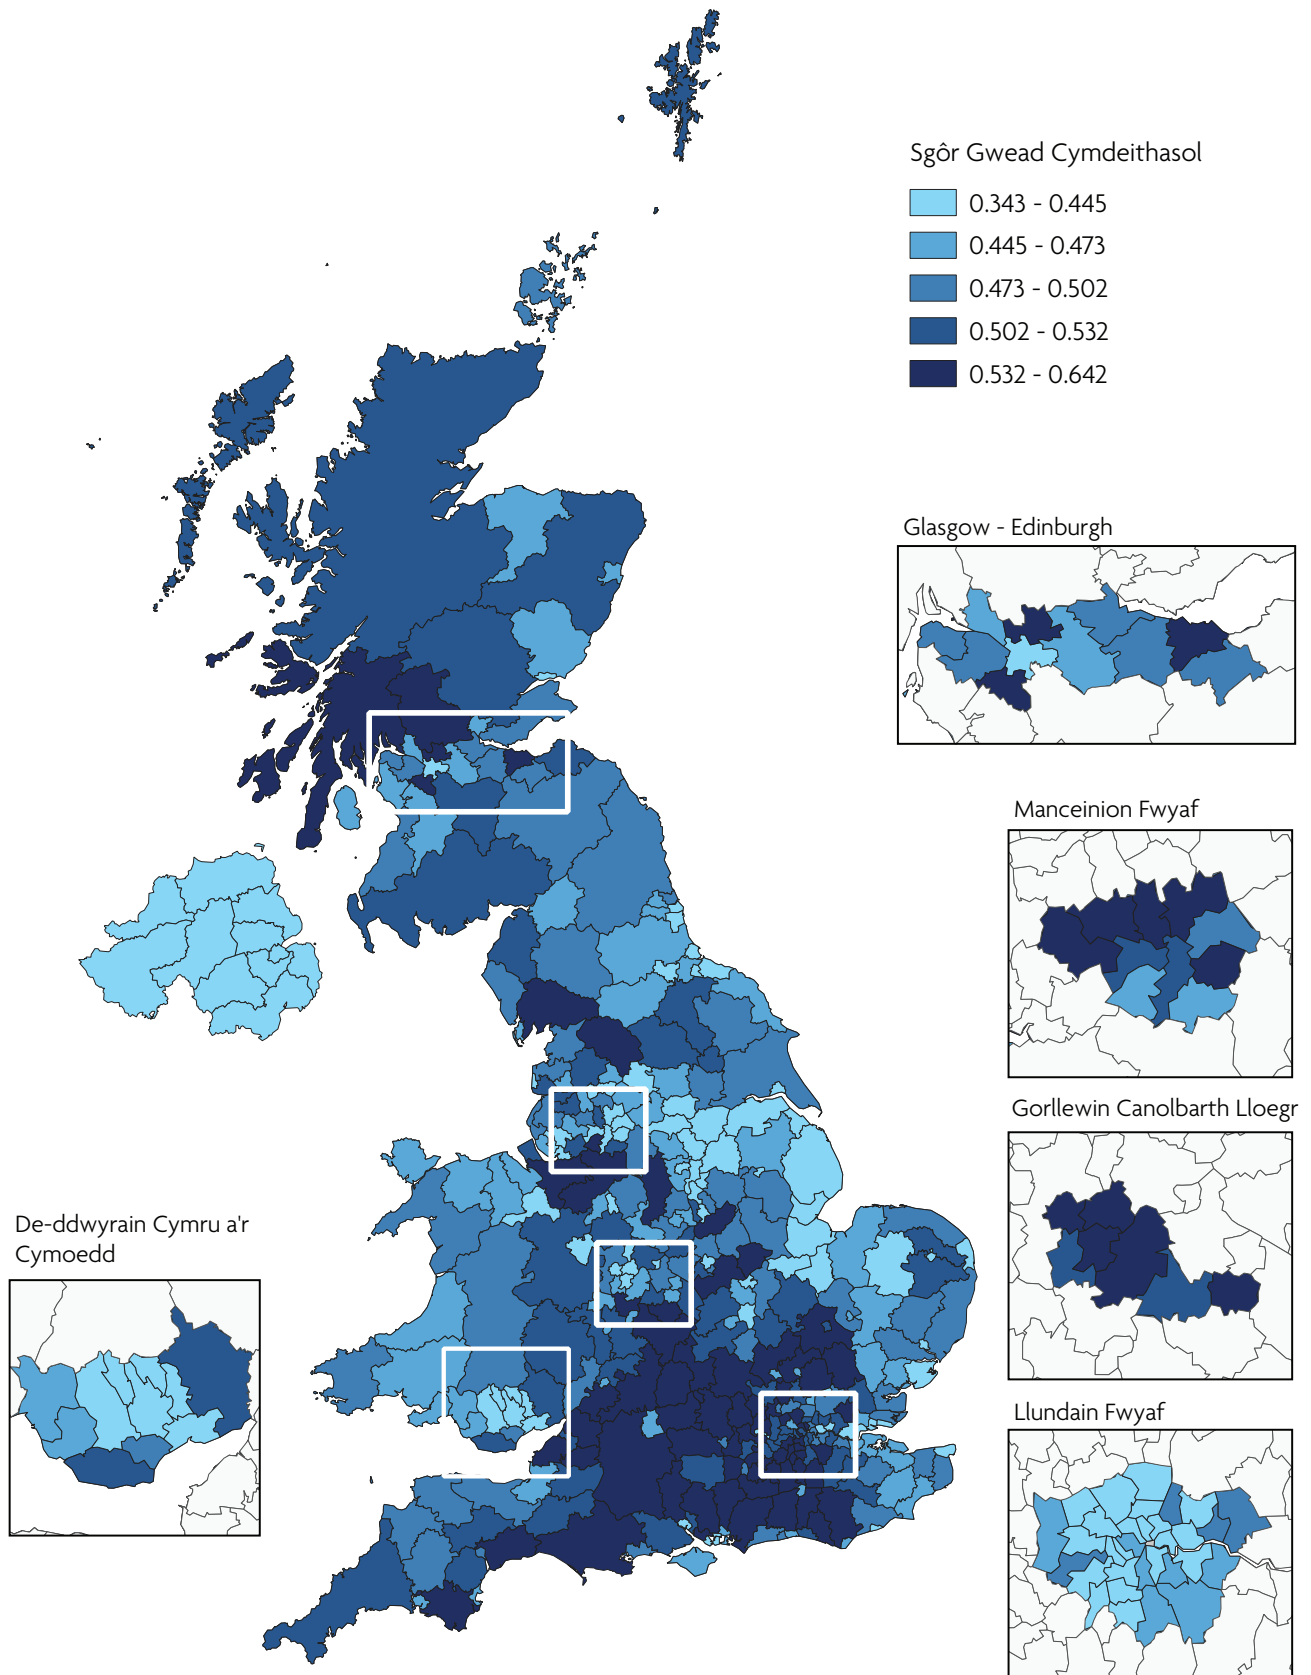 Sgôr Gwead Cymdeithasol
0.343 - 0.445
0.445 - 0.473
0.473 - 0.502
0.502 - 0.532
0.532 - 0.642
Glasgow - Edinburgh
Manceinion Fwyaf
Gorllewin Canolbarth Lloegr
De-ddwyrain Cymru a'r
Cymoedd
Llundain Fwyaf